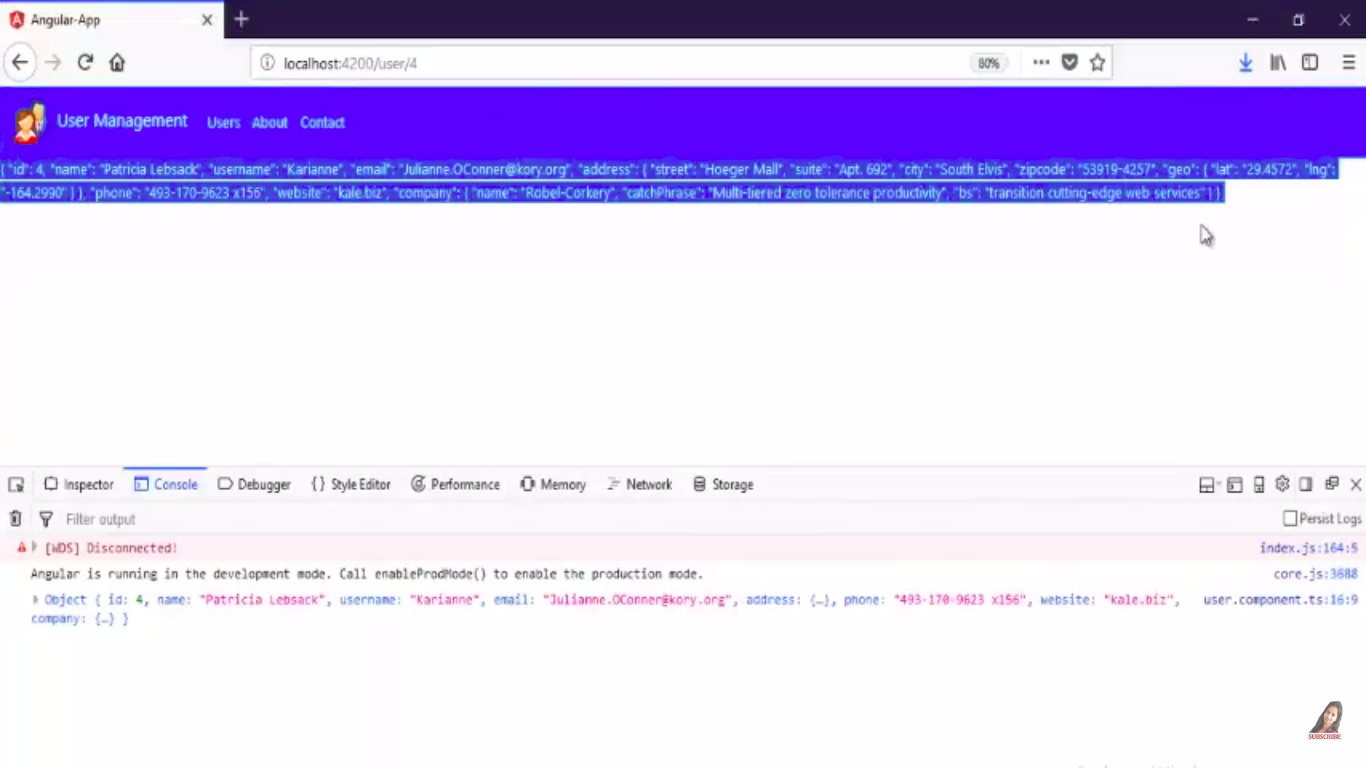 Angular-App
localhost:4200/user/4
80%
User Management Users About Contact
{ "id": 4, "name": "Patricia Lebsack", "username": "Karianne", "email": "Julianne.OConner@kory.org", "address": { "street": "Hoeger Mall", "suite": "Apt. 692", "city": "South Elvis", "zipcode": "53919-4257", "geo": { "lat": "29.4572", "lng":
"-164.2990" } }, "phone": "493-170-9623 x156", "website": "kale.biz", "company": { "name": "Robel-Corkery", "catchPhrase": "Multi-tiered zero tolerance productivity", "bs": "transition cutting-edge web services" } }
Inspector Console Debugger {} Style Editor Performance Memory Network Storage
Filter output Persist Logs
[WDS] Disconnected! index.js:164:5
Angular is running in the development mode. Call enableProdMode() to enable the production mode. core.js:3688
Object { id: 4, name: "Patricia Lebsack", username: "Karianne", email: "Julianne.OConner@kory.org", address: {…}, phone: "493-170-9623 x156", website: "kale.biz", user.component.ts:16:9
company: {…} }
SUBSCRIBE